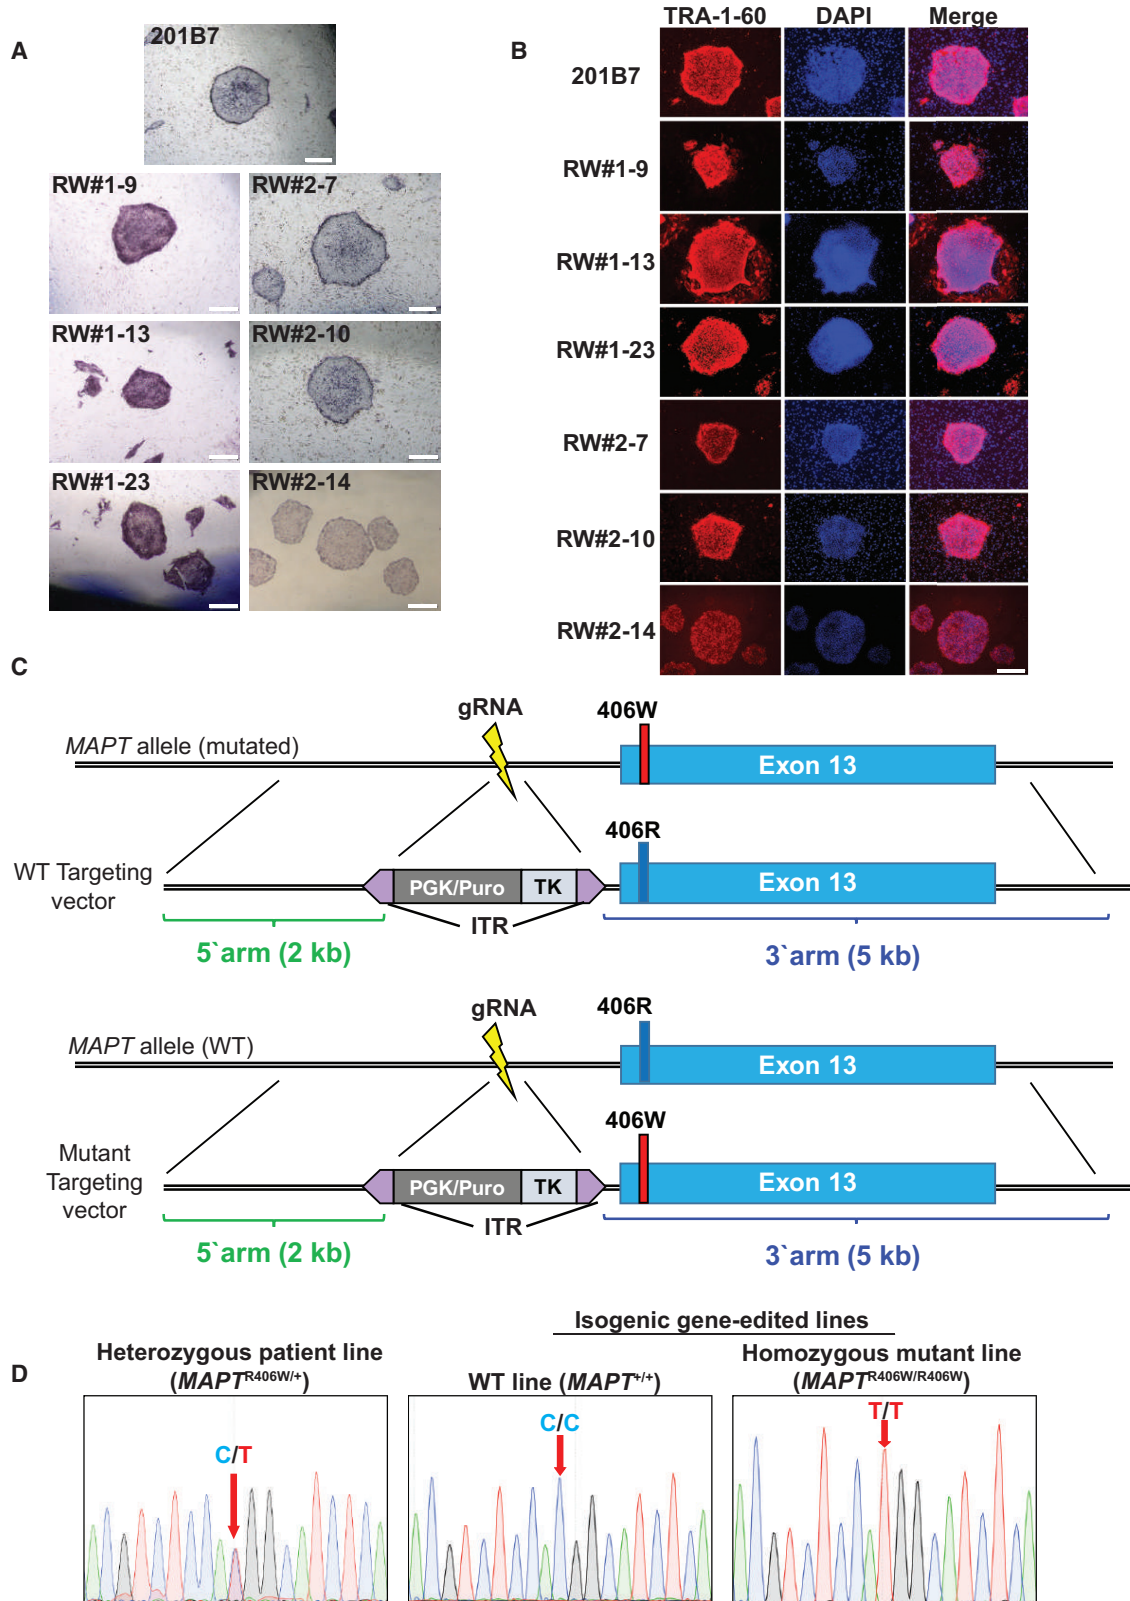 A
201B7
RW#1-9
RW#2-7
RW#1-13
RW#2-10
RW#1-23
RW#2-14
B
TRA-1-60 DAPI Merge
201B7
RW#1-9
RW#1-13
RW#1-23
RW#2-7
RW#2-10
RW#2-14
C
gRNA
406W
MAPT allele (mutated)
Exon 13
406R
WT Targeting
vector
PGK/Puro TK
Exon 13
ITR
5`arm (2 kb)
3`arm (5 kb)
gRNA
406R
MAPT allele (WT)
Exon 13
406W
Mutant
Targeting
vector
PGK/Puro TK
Exon 13
ITR
5`arm (2 kb)
3`arm (5 kb)
D
Isogenic gene-edited lines
Heterozygous patient line
(MAPT^R406W/+)
WT line (MAPT^+/+)
Homozygous mutant line
(MAPT^R406W/R406W)
C/T
C/C
T/T